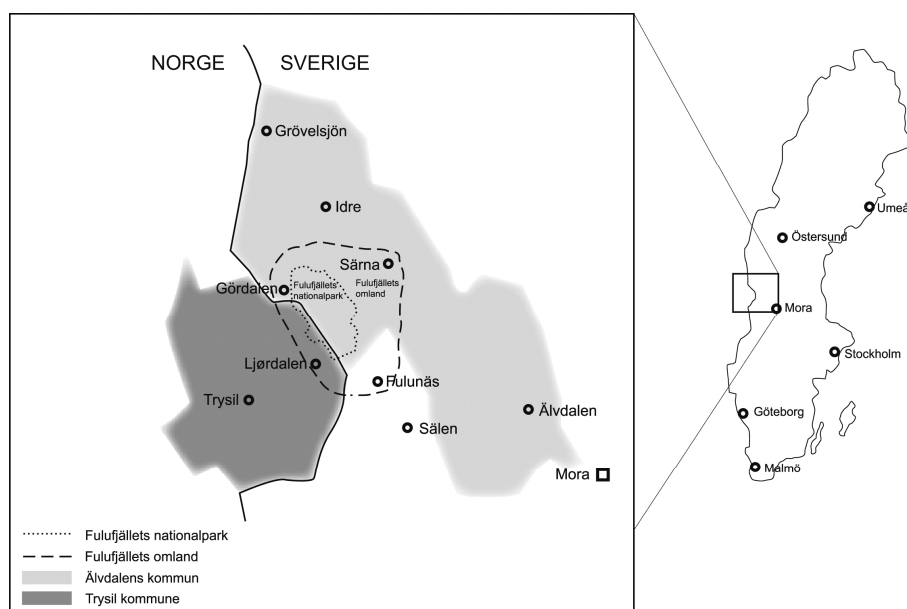 NORGE SVERIGE
Grövelsjön
Idre
Särna
Gördalen
Fulufjällets
nationalpark
Fulufjällets
omland
Ljørdalen
Trysil
Fulunäs
Sälen
Älvdalen
Mora
Fulufjällets nationalpark
Fulufjällets omland
Älvdalens kommun
Trysil kommune
Umeå
Östersund
Mora
Stockholm
Göteborg
Malmö